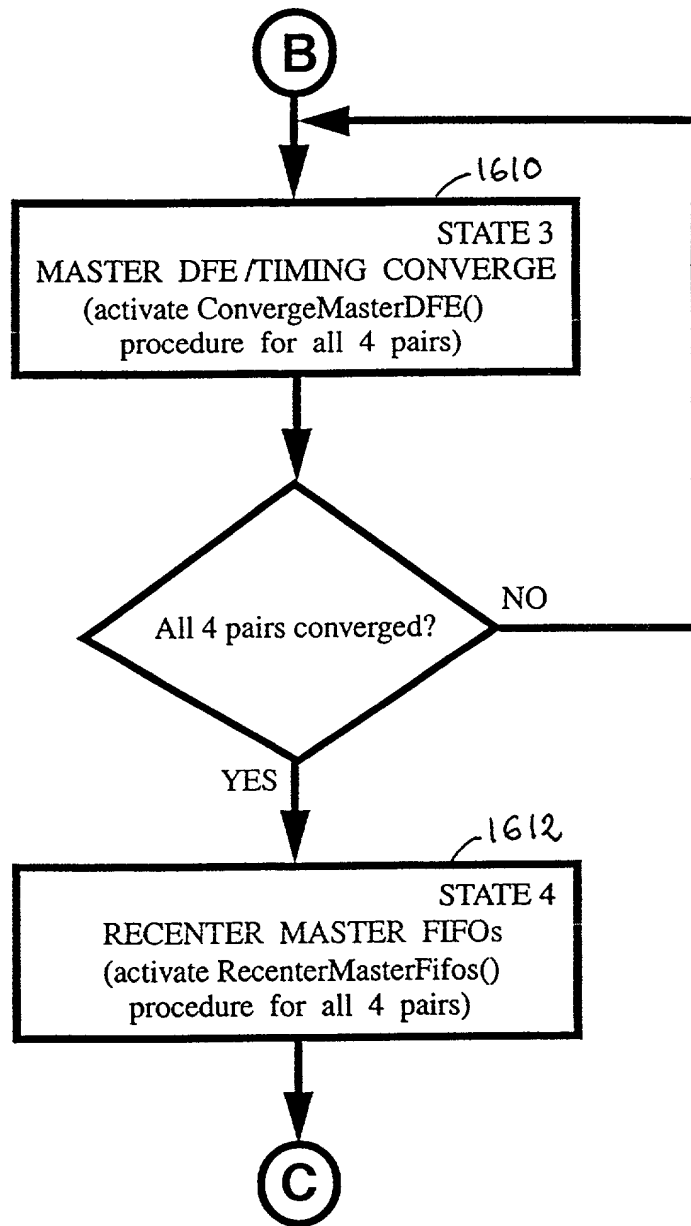 B
1610
STATE 3
MASTER DFE/TIMING CONVERGE
(activate ConvergeMasterDFE()
procedure for all 4 pairs)
All 4 pairs converged?
NO
YES
1612
STATE 4
RECENTER MASTER FIFOs
(activate RecenterMasterFifos()
procedure for all 4 pairs)
C